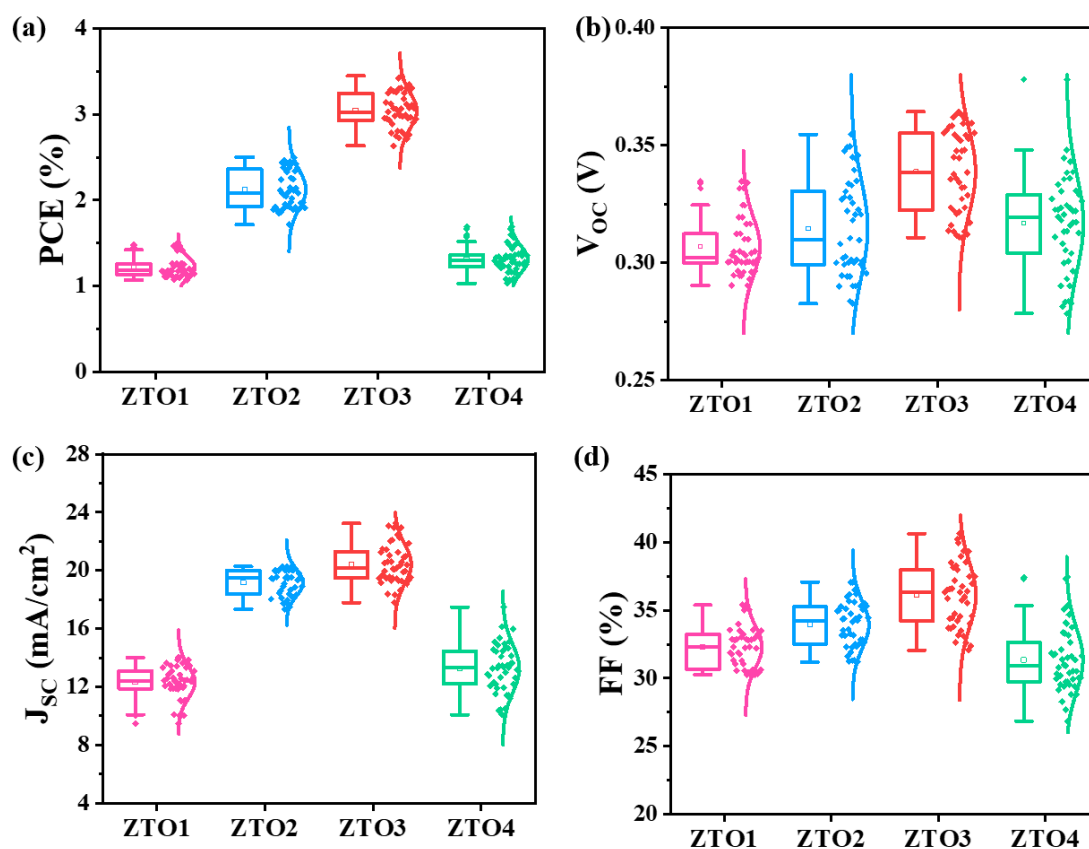 (a)
PCE (%)
4
3
2
1
0
ZTO1 ZTO2 ZTO3 ZTO4
(b)
V_OC (V)
0.40
0.35
0.30
0.25
ZTO1 ZTO2 ZTO3 ZTO4
(c)
J_SC (mA/cm²)
28
24
20
16
12
8
4
ZTO1 ZTO2 ZTO3 ZTO4
(d)
FF (%)
45
40
35
30
25
20
ZTO1 ZTO2 ZTO3 ZTO4